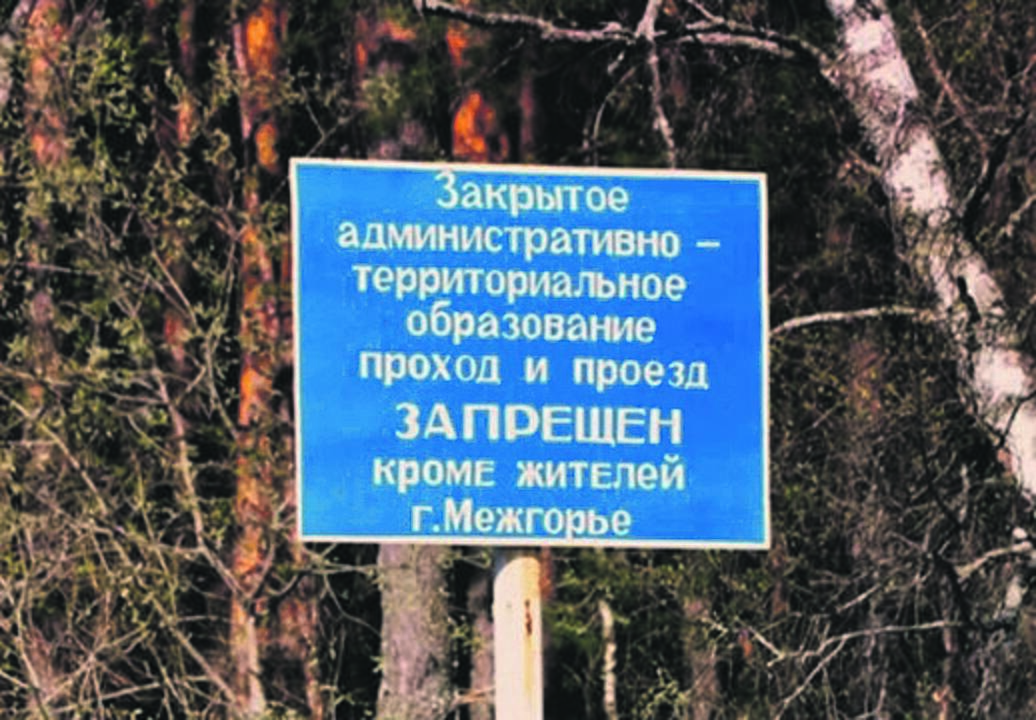 Закрытое
административно –
территориальное
образование
проход и проезд
ЗАПРЕЩЕН
кроме жителей
г.Межгорье